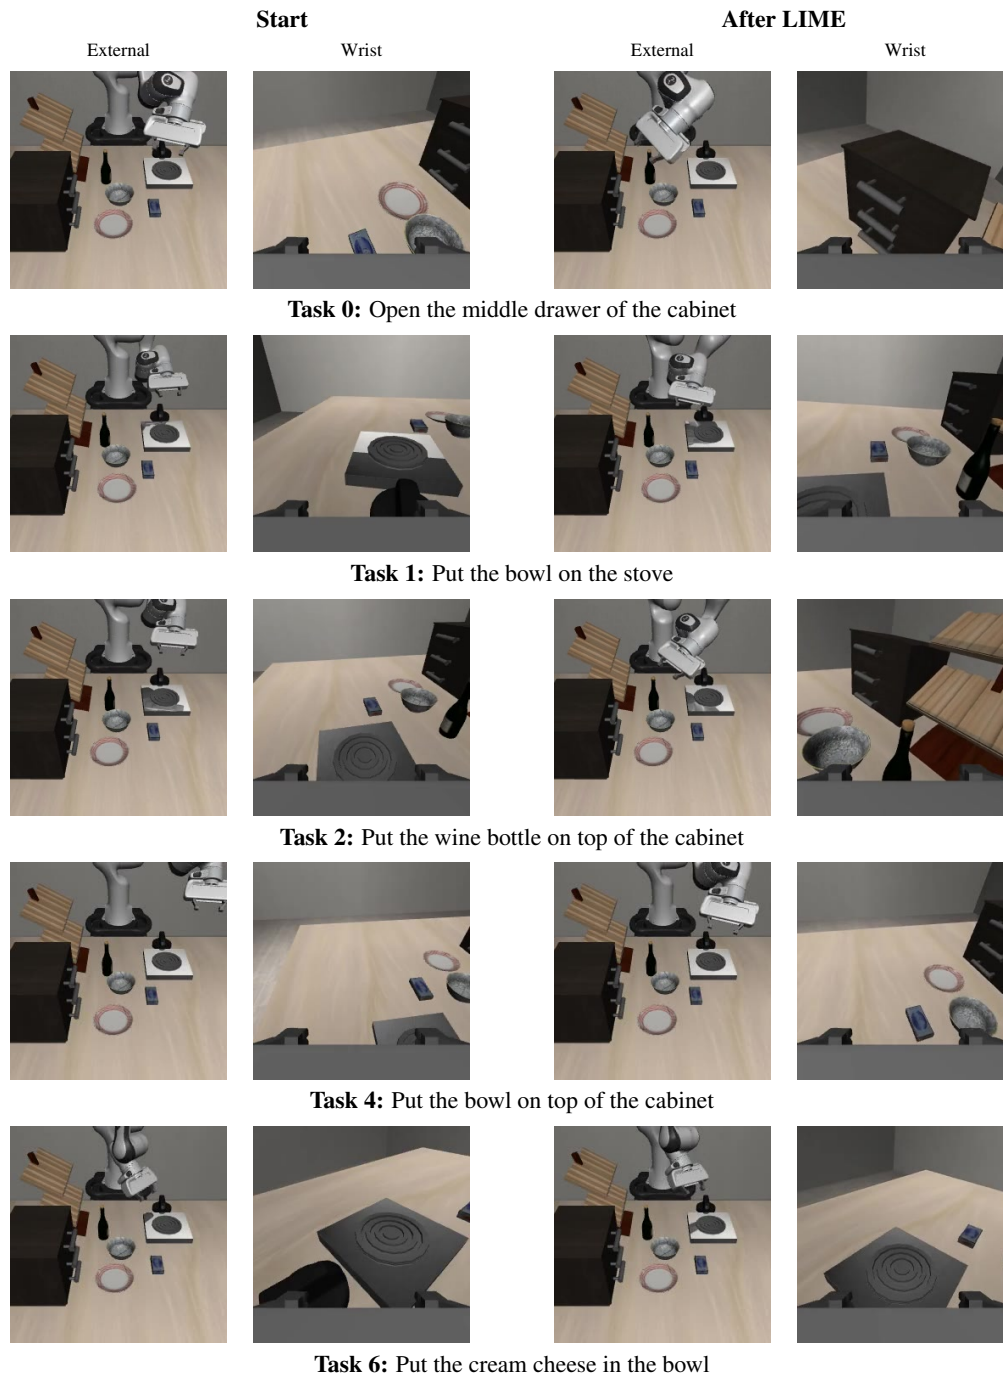 Start
After LIME
External
Wrist
External
Wrist
Task 0: Open the middle drawer of the cabinet
Task 1: Put the bowl on the stove
Task 2: Put the wine bottle on top of the cabinet
Task 4: Put the bowl on top of the cabinet
Task 6: Put the cream cheese in the bowl